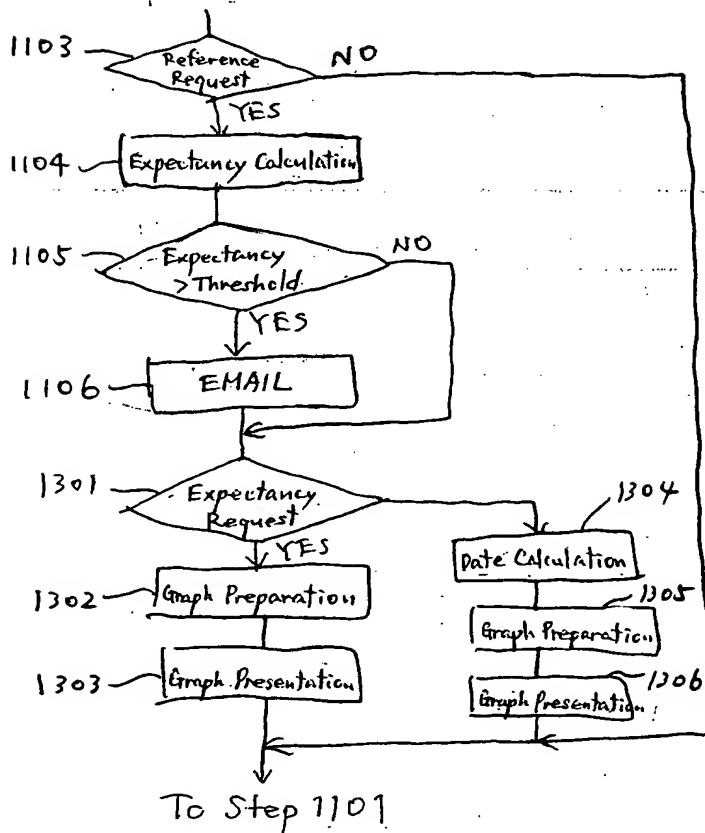 1103
Reference
Request
NO
YES
1104
Expectancy Calculation
1105
Expectancy
> Threshold
NO
YES
1106
EMAIL
1301
Expectancy
Request
YES
1304
Date Calculation
1302
Graph Preparation
1305
Graph Preparation
1303
Graph Presentation
1306
Graph Presentation
To Step 1101